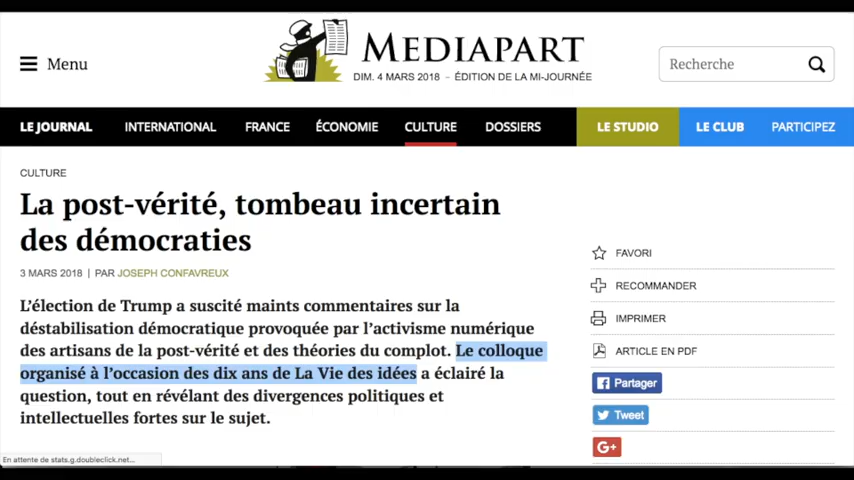 Menu
MEDIAPART
DIM. 4 MARS 2018 – ÉDITION DE LA MI-JOURNÉE
Recherche
LE JOURNAL INTERNATIONAL FRANCE ÉCONOMIE CULTURE DOSSIERS LE STUDIO LE CLUB PARTICIPEZ
CULTURE
La post-vérité, tombeau incertain
des démocraties
3 MARS 2018 | PAR JOSEPH CONFAVREUX
L’élection de Trump a suscité maints commentaires sur la
déstabilisation démocratique provoquée par l’activisme numérique
des artisans de la post-vérité et des théories du complot. Le colloque
organisé à l’occasion des dix ans de La Vie des idées a éclairé la
question, tout en révélant des divergences politiques et
intellectuelles fortes sur le sujet.
FAVORI
RECOMMANDER
IMPRIMER
ARTICLE EN PDF
Partager
Tweet
G+
En attente de stats.g.doubleclick.net...